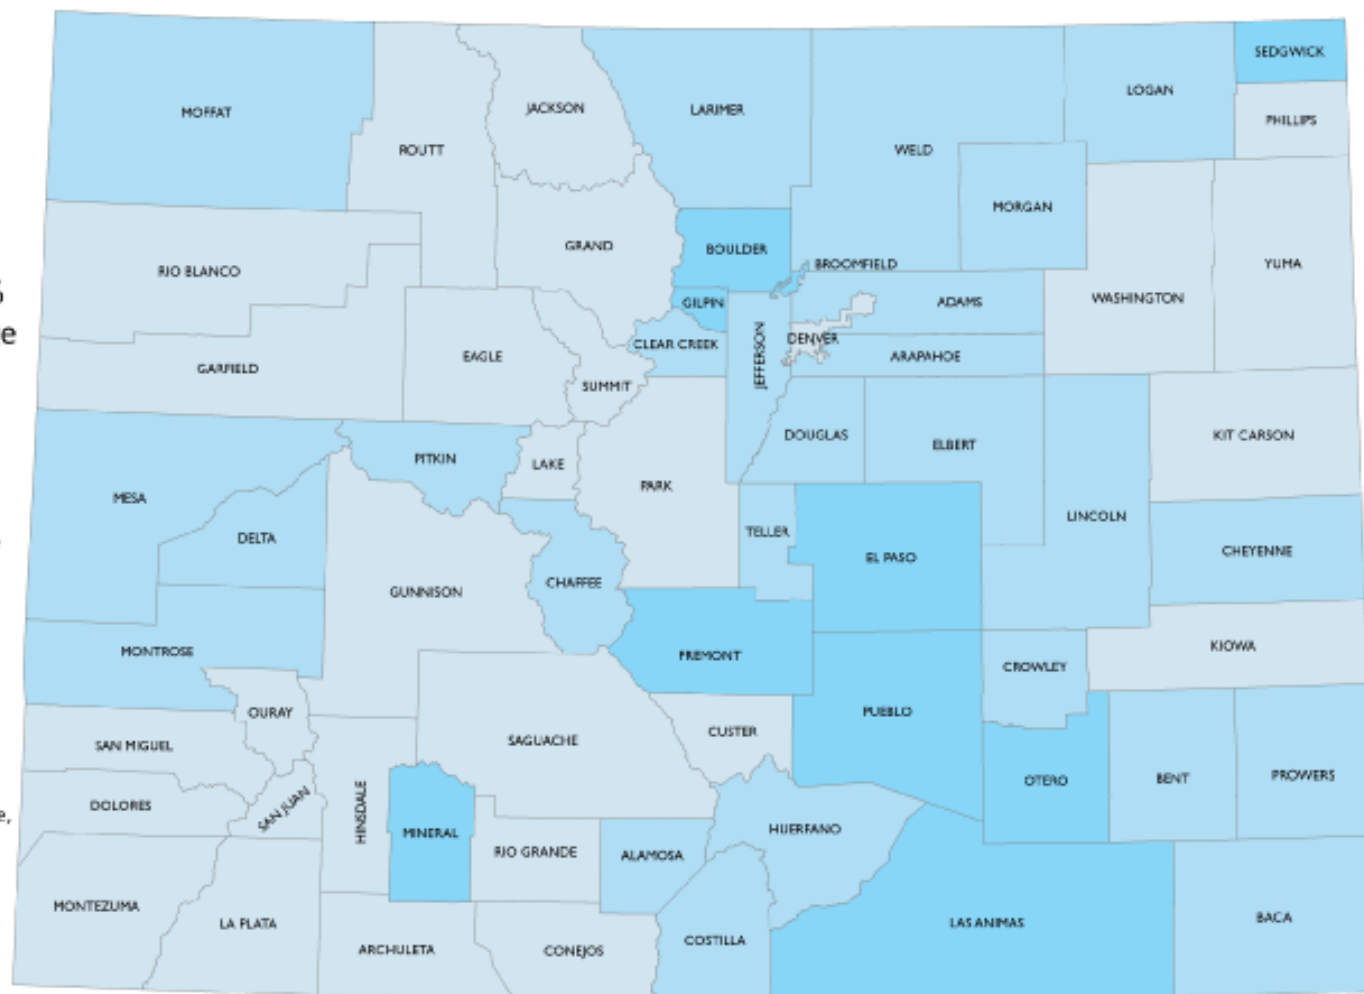 SEDGWICK
LOGAN
MOFFAT
JACKSON
LARIMER
PHILLIPS
ROUTT
WELD
MORGAN
GRAND
BOULDER
BROOMFIELD
YUMA
RIO BLANCO
GILPIN
ADAMS
WASHINGTON
CLEAR CREEK
JEFFERSON
DENVER
EAGLE
ARAPAHOE
GARFIELD
SUMMIT
DOUGLAS
ELBERT
KIT CARSON
PITKIN
LAKE
PARK
MESA
LINCOLN
TELLER
DELTA
CHEYENNE
EL PASO
CHAFFEE
GUNNISON
KIOWA
MONTROSE
FREMONT
CROWLEY
OURAY
PUEBLO
CUSTER
SAN MIGUEL
SAGUACHE
OTERO
BENT
PROWERS
DOLORES
SAN JUAN
HINSDALE
MINERAL
HUERFANO
RIO GRANDE
ALAMOSA
MONTEZUMA
LA PLATA
LAS ANIMAS
BACA
COSTILLA
ARCHULETA
CONEJOS